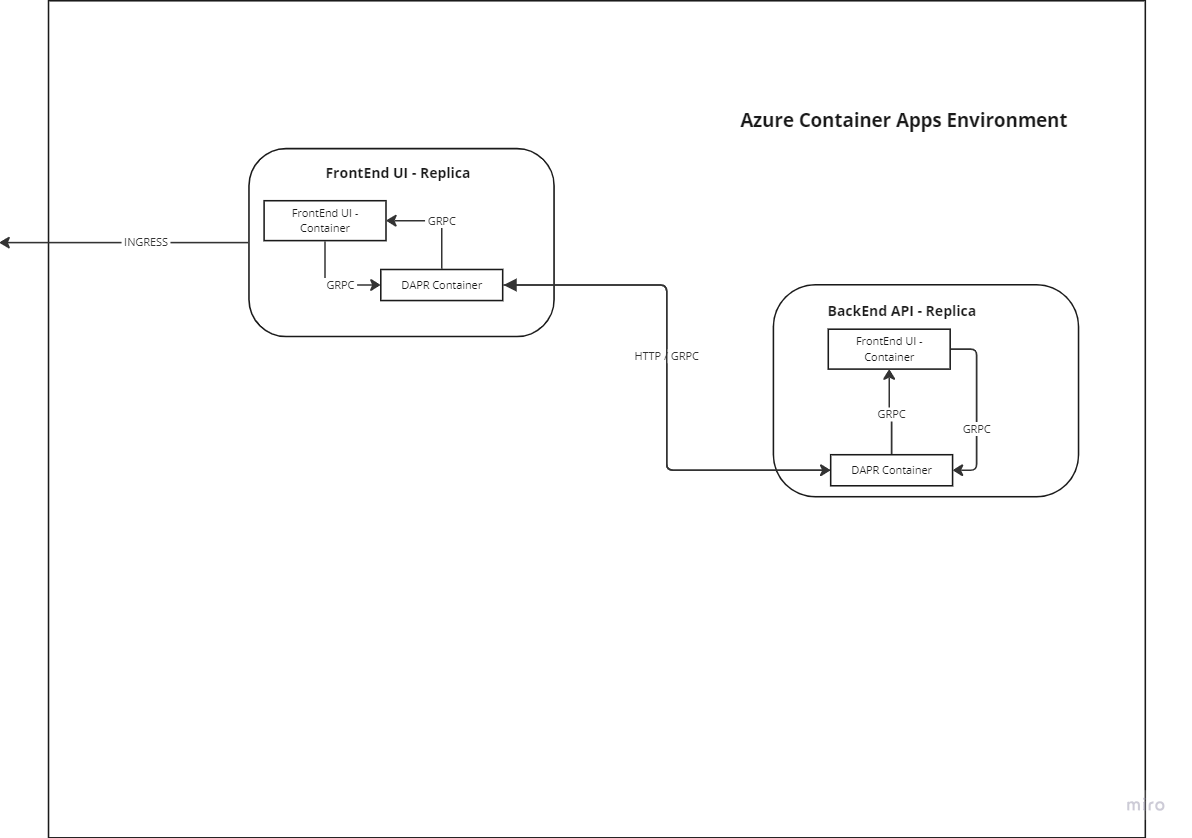 Azure Container Apps Environment
FrontEnd UI - Replica
FrontEnd UI -
Container
GRPC
INGRESS
GRPC
DAPR Container
HTTP / GRPC
BackEnd API - Replica
FrontEnd UI -
Container
GRPC
GRPC
DAPR Container
miro